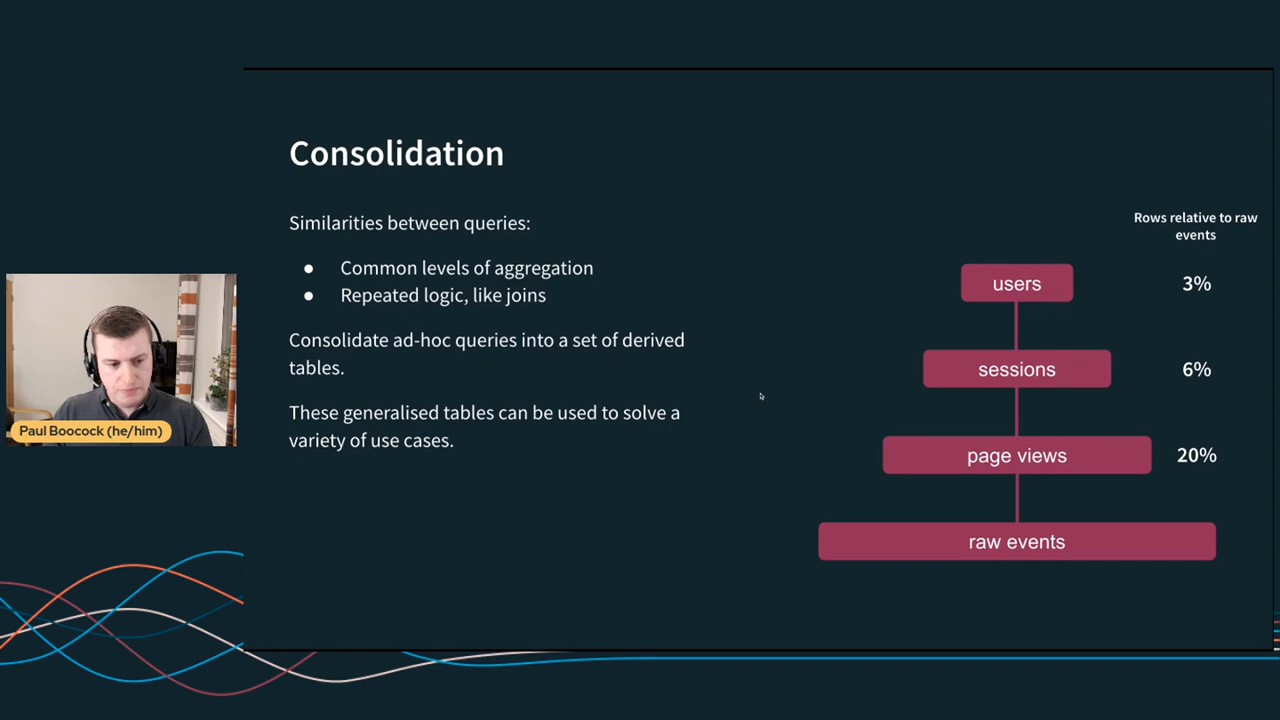 Consolidation
Similarities between queries:
● Common levels of aggregation
● Repeated logic, like joins
Consolidate ad-hoc queries into a set of derived
tables.
These generalised tables can be used to solve a
variety of use cases.
Rows relative to raw
events
users 3%
sessions 6%
page views 20%
raw events
Paul Boocock (he/him)